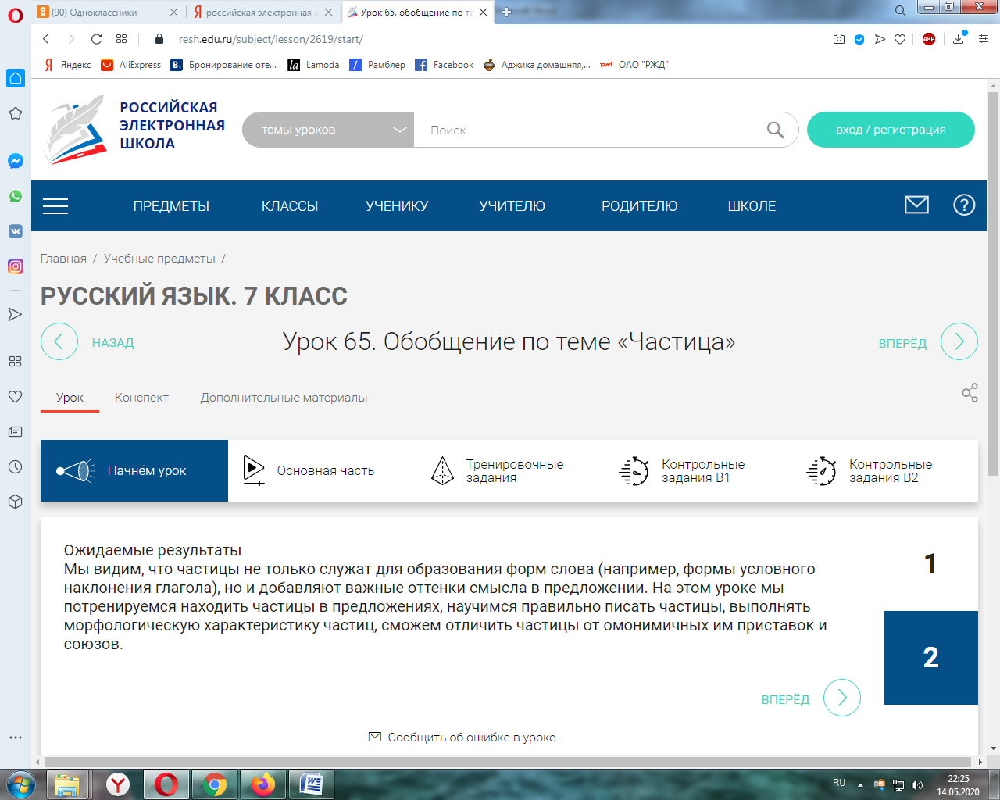 (90) Одноклассники
российская электронная ш
Урок 65. обобщение по тем
resh.edu.ru/subject/lesson/2619/start/
ABP
Яндекс
AliExpress
Бронирование оте...
Lamoda
Рамблер
Facebook
Аджика домашняя,...
ОАО "РЖД"
РОССИЙСКАЯ
ЭЛЕКТРОННАЯ
ШКОЛА
темы уроков
Поиск
вход / регистрация
ПРЕДМЕТЫ
КЛАССЫ
УЧЕНИКУ
УЧИТЕЛЮ
РОДИТЕЛЮ
ШКОЛЕ
Главная / Учебные предметы /
РУССКИЙ ЯЗЫК. 7 КЛАСС
НАЗАД
Урок 65. Обобщение по теме «Частица»
ВПЕРЁД
Урок
Конспект
Дополнительные материалы
Начнём урок
Основная часть
Тренировочные
задания
Контрольные
задания В1
Контрольные
задания В2
Ожидаемые результаты
Мы видим, что частицы не только служат для образования форм слова (например, формы условного
наклонения глагола), но и добавляют важные оттенки смысла в предложении. На этом уроке мы
потренируемся находить частицы в предложениях, научимся правильно писать частицы, выполнять
морфологическую характеристику частиц, сможем отличить частицы от омонимичных им приставок и
союзов.
1
2
ВПЕРЁД
Сообщить об ошибке в уроке
RU
22:25
14.05.2020